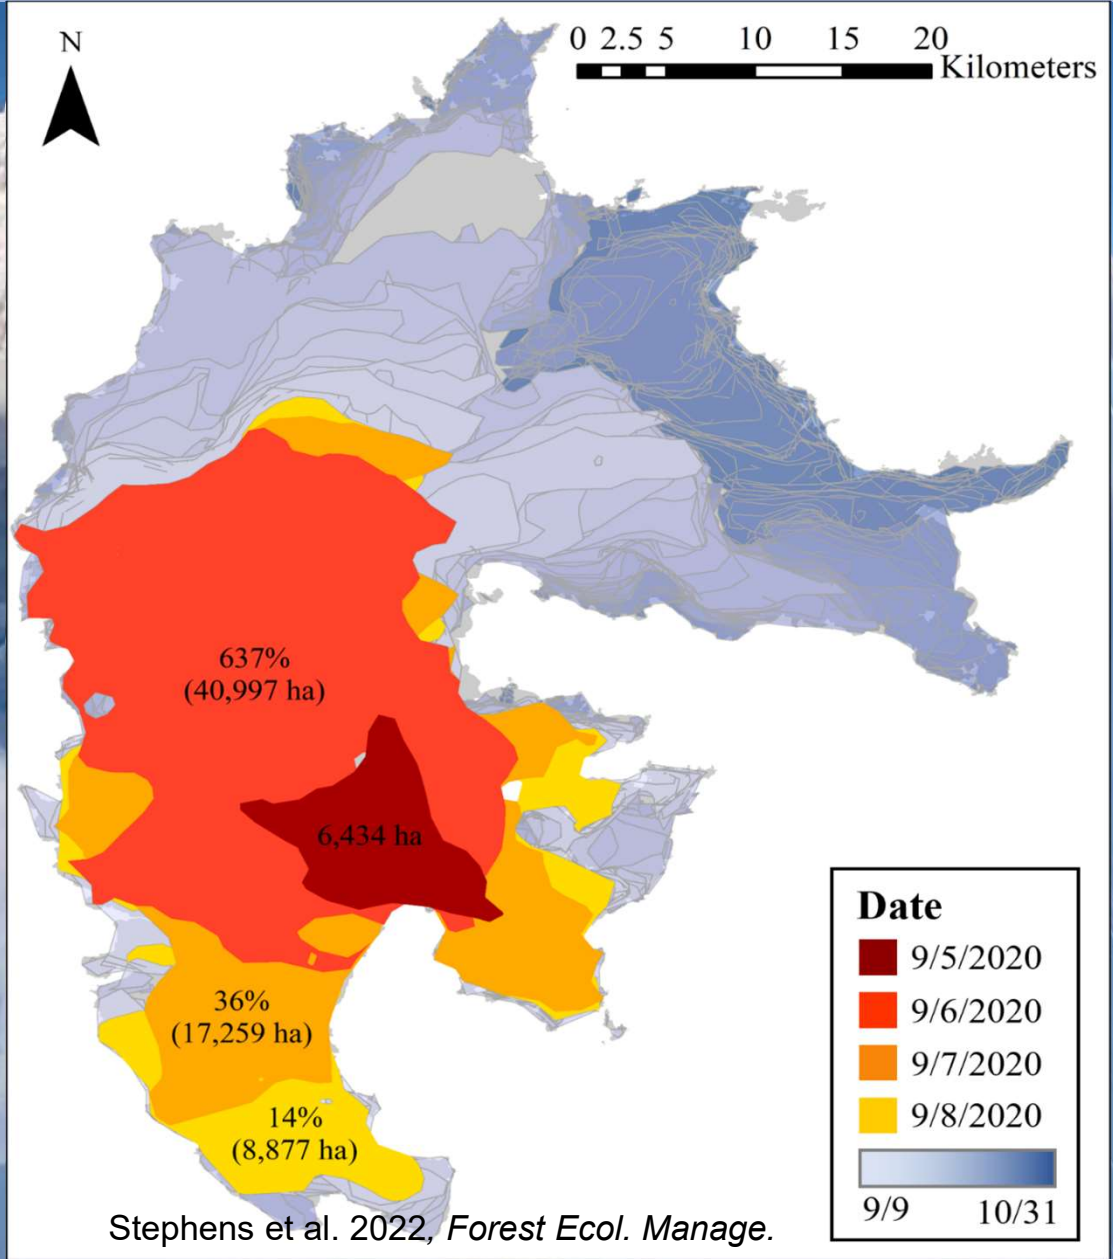 N
0 2.5 5 10 15 20
Kilometers
637%
(40,997 ha)
6,434 ha
36%
(17,259 ha)
14%
(8,877 ha)
Date
9/5/2020
9/6/2020
9/7/2020
9/8/2020
9/9 10/31
Stephens et al. 2022, Forest Ecol. Manage.